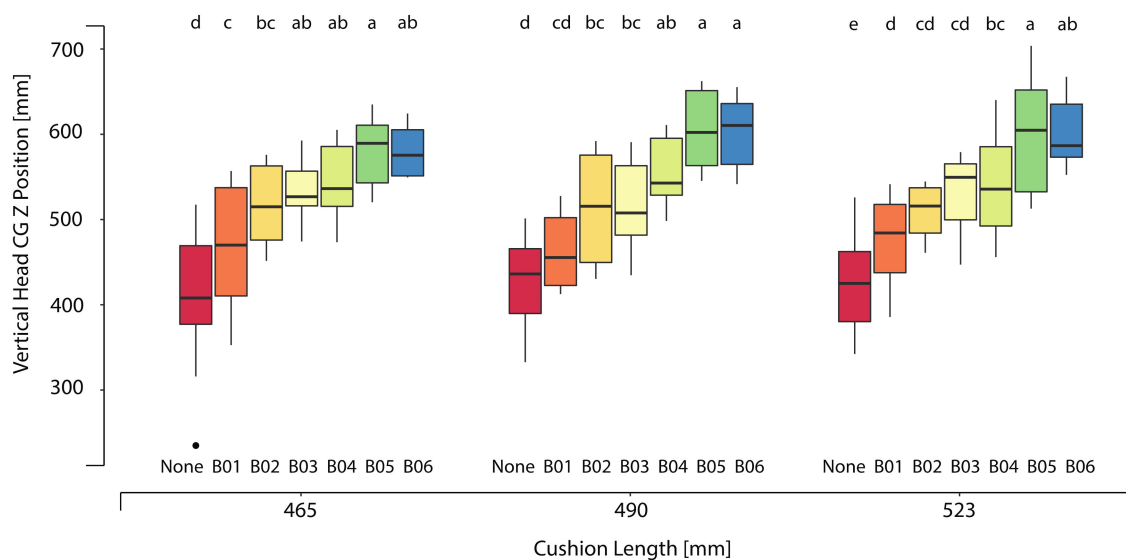 d c bc ab ab a ab d cd bc bc ab a a e d cd cd bc a ab
700
600
500
400
300
Vertical Head CG Z Position [mm]
None B01 B02 B03 B04 B05 B06 None B01 B02 B03 B04 B05 B06 None B01 B02 B03 B04 B05 B06
465 490 523
Cushion Length [mm]